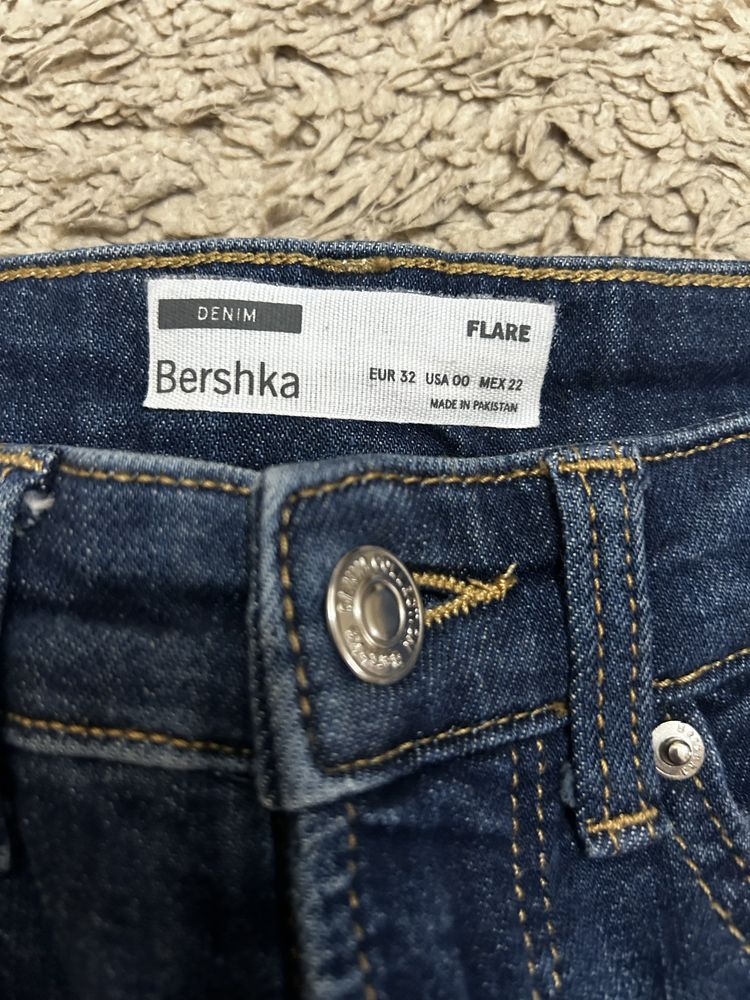 DENIM
FLARE
Bershka
EUR 32 USA 00 MEX 22
MADE IN PAKISTAN